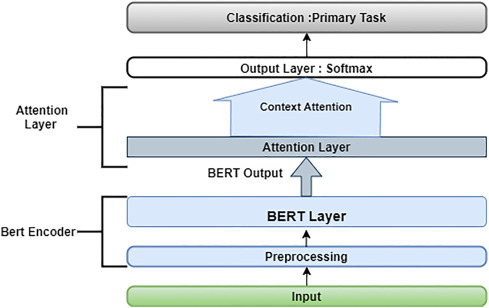 Classification :Primary Task
Output Layer : Softmax
Attention
Layer
Context Attention
Attention Layer
BERT Output
BERT Layer
Bert Encoder
Preprocessing
Input